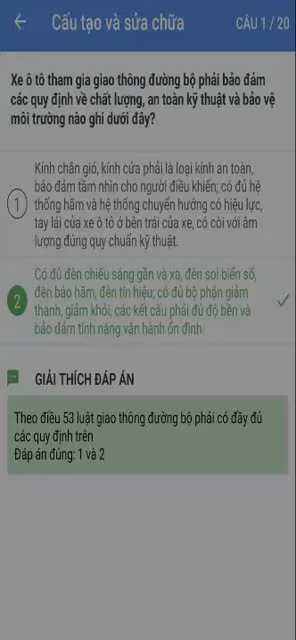 Cấu tạo và sửa chữa
CÂU 1 / 20
Xe ô tô tham gia giao thông đường bộ phải bảo đảm
các quy định về chất lượng, an toàn kỹ thuật và bảo vệ
môi trường nào ghi dưới đây?
Kính chắn gió, kính cửa phải là loại kính an toàn,
bảo đảm tầm nhìn cho người điều khiển; có đủ hệ
1
thống hãm và hệ thống chuyển hướng có hiệu lực,
tay lái của xe ô tô ở bên trái của xe, có còi với âm
lượng đúng quy chuẩn kỹ thuật.
Có đủ đèn chiếu sáng gần và xa, đèn soi biển số,
2
đèn báo hãm, đèn tín hiệu; có đủ bộ phận giảm
thanh, giảm khói, các kết cấu phải đủ độ bền và
bảo đảm tính năng vận hành ổn định.
GIẢI THÍCH ĐÁP ÁN
Theo điều 53 luật giao thông đường bộ phải có đầy đủ
các quy định trên
Đáp án đúng: 1 và 2